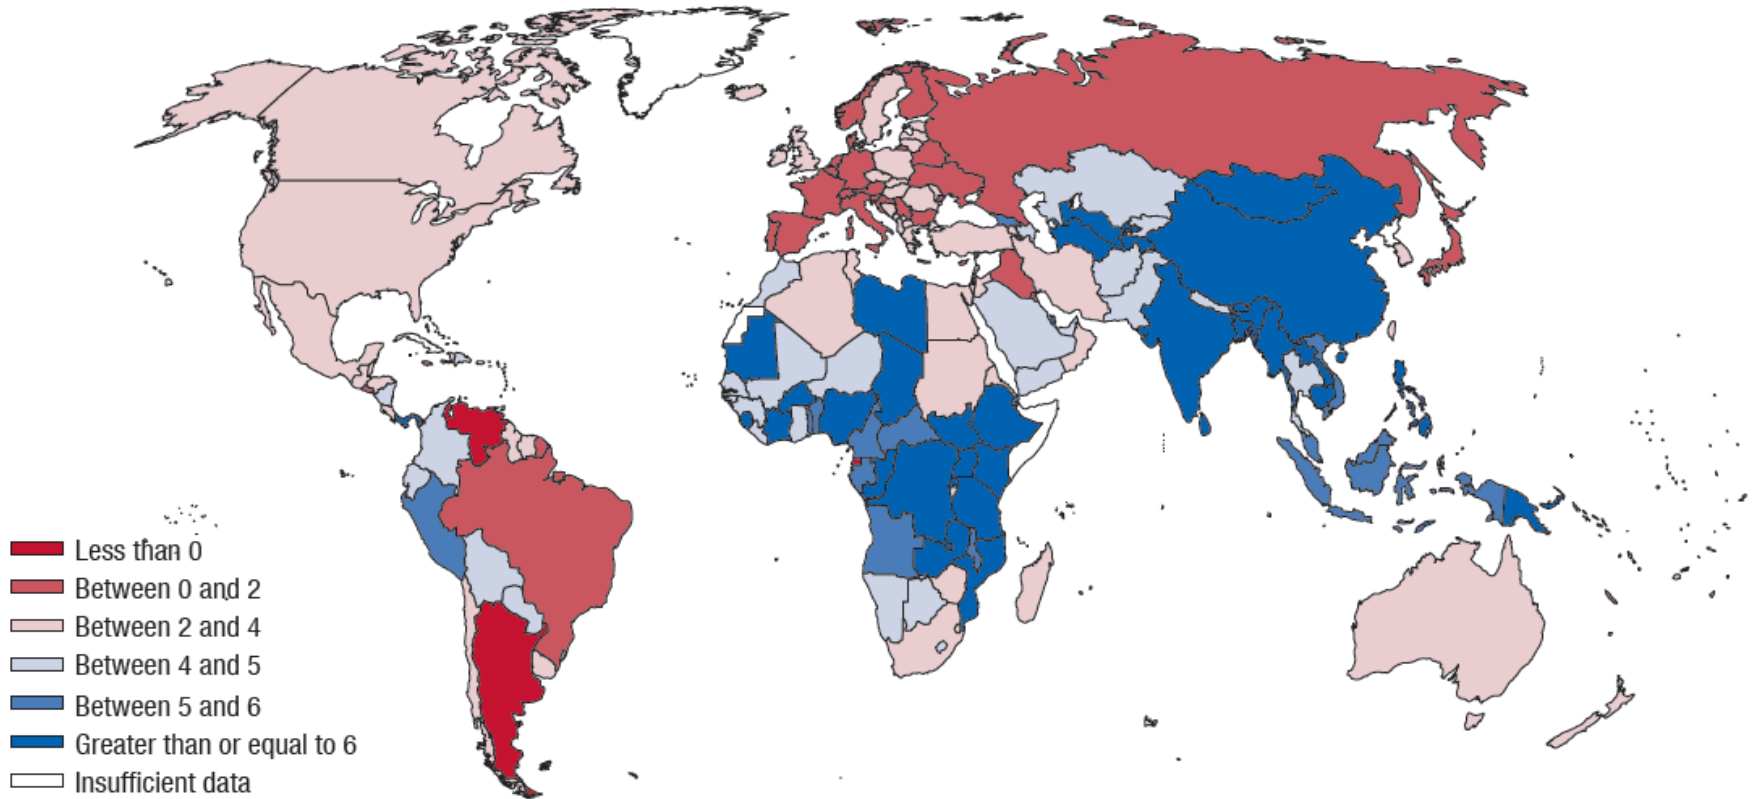 Less than 0
Between 0 and 2
Between 2 and 4
Between 4 and 5
Between 5 and 6
Greater than or equal to 6
Insufficient data